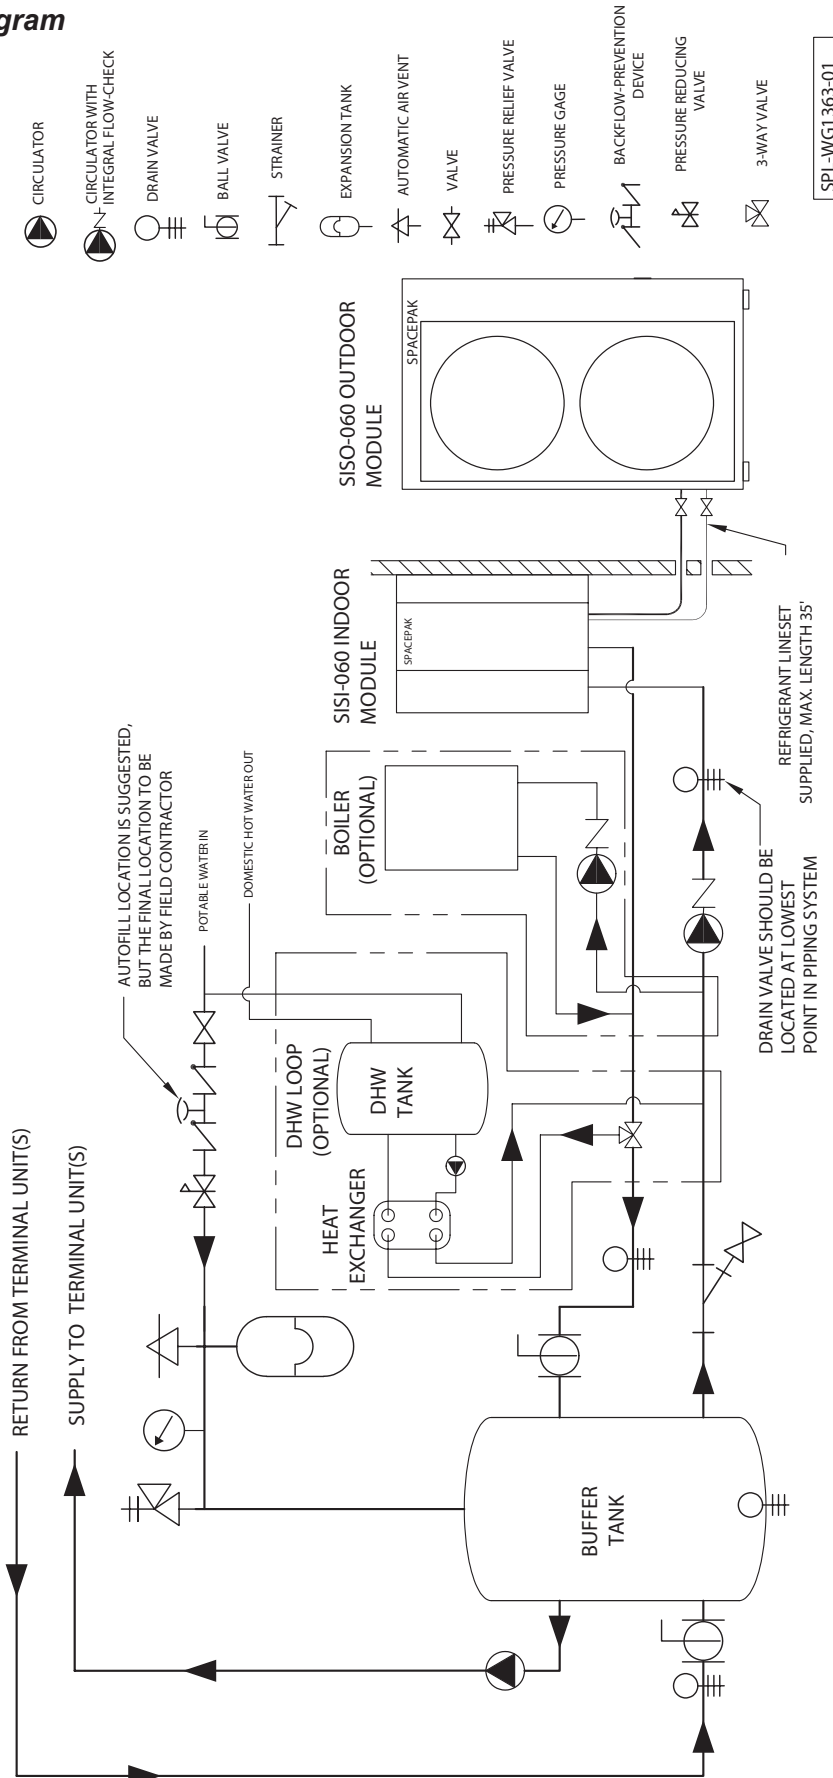 gram
CIRCULATOR
CIRCULATOR WITH
INTEGRAL FLOW-CHECK
DRAIN VALVE
BALL VALVE
STRAINER
EXPANSION TANK
AUTOMATIC AIR VENT
VALVE
PRESSURE RELIEF VALVE
PRESSURE GAGE
BACKFLOW-PREVENTION
DEVICE
PRESSURE REDUCING
VALVE
3-WAY VALVE
SPL-WG1363-01
SISO-060 OUTDOOR
MODULE
SPACEPAK
SISI-060 INDOOR
MODULE
SPACEPAK
REFRIGERANT LINESET
SUPPLIED, MAX. LENGTH 35'
AUTOFILL LOCATION IS SUGGESTED,
BUT THE FINAL LOCATION TO BE
MADE BY FIELD CONTRACTOR
POTABLE WATER IN
DOMESTIC HOT WATER OUT
BOILER
(OPTIONAL)
DHW LOOP
(OPTIONAL)
DHW
TANK
HEAT
EXCHANGER
DRAIN VALVE SHOULD BE
LOCATED AT LOWEST
POINT IN PIPING SYSTEM
RETURN FROM TERMINAL UNIT(S)
SUPPLY TO TERMINAL UNIT(S)
BUFFER
TANK